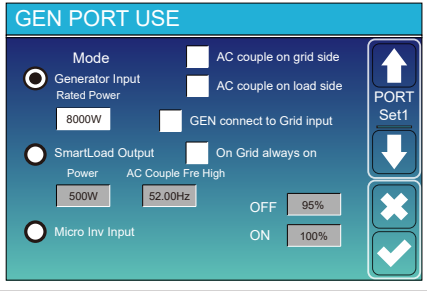 GEN PORT USE
Mode
AC couple on grid side
Generator Input
AC couple on load side
Rated Power
PORT
Set1
8000W
GEN connect to Grid input
SmartLoad Output
On Grid always on
Power
AC Couple Fre High
500W
52.00Hz
OFF
95%
Micro Inv Input
ON
100%